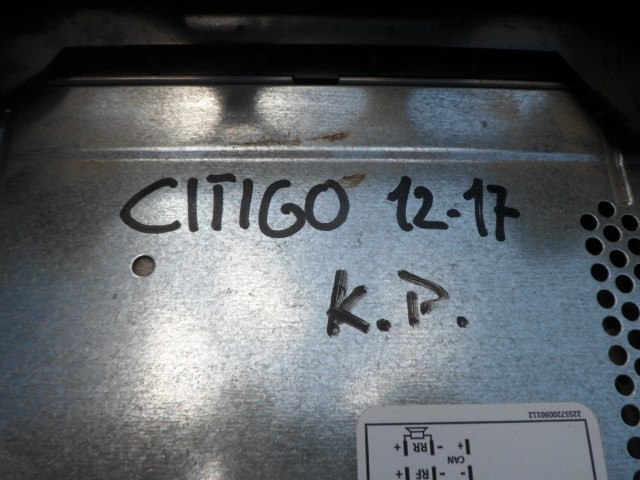 CITIGO 12-17
K.P.
2255720090112
+ RR - CAN +
+ RF - -